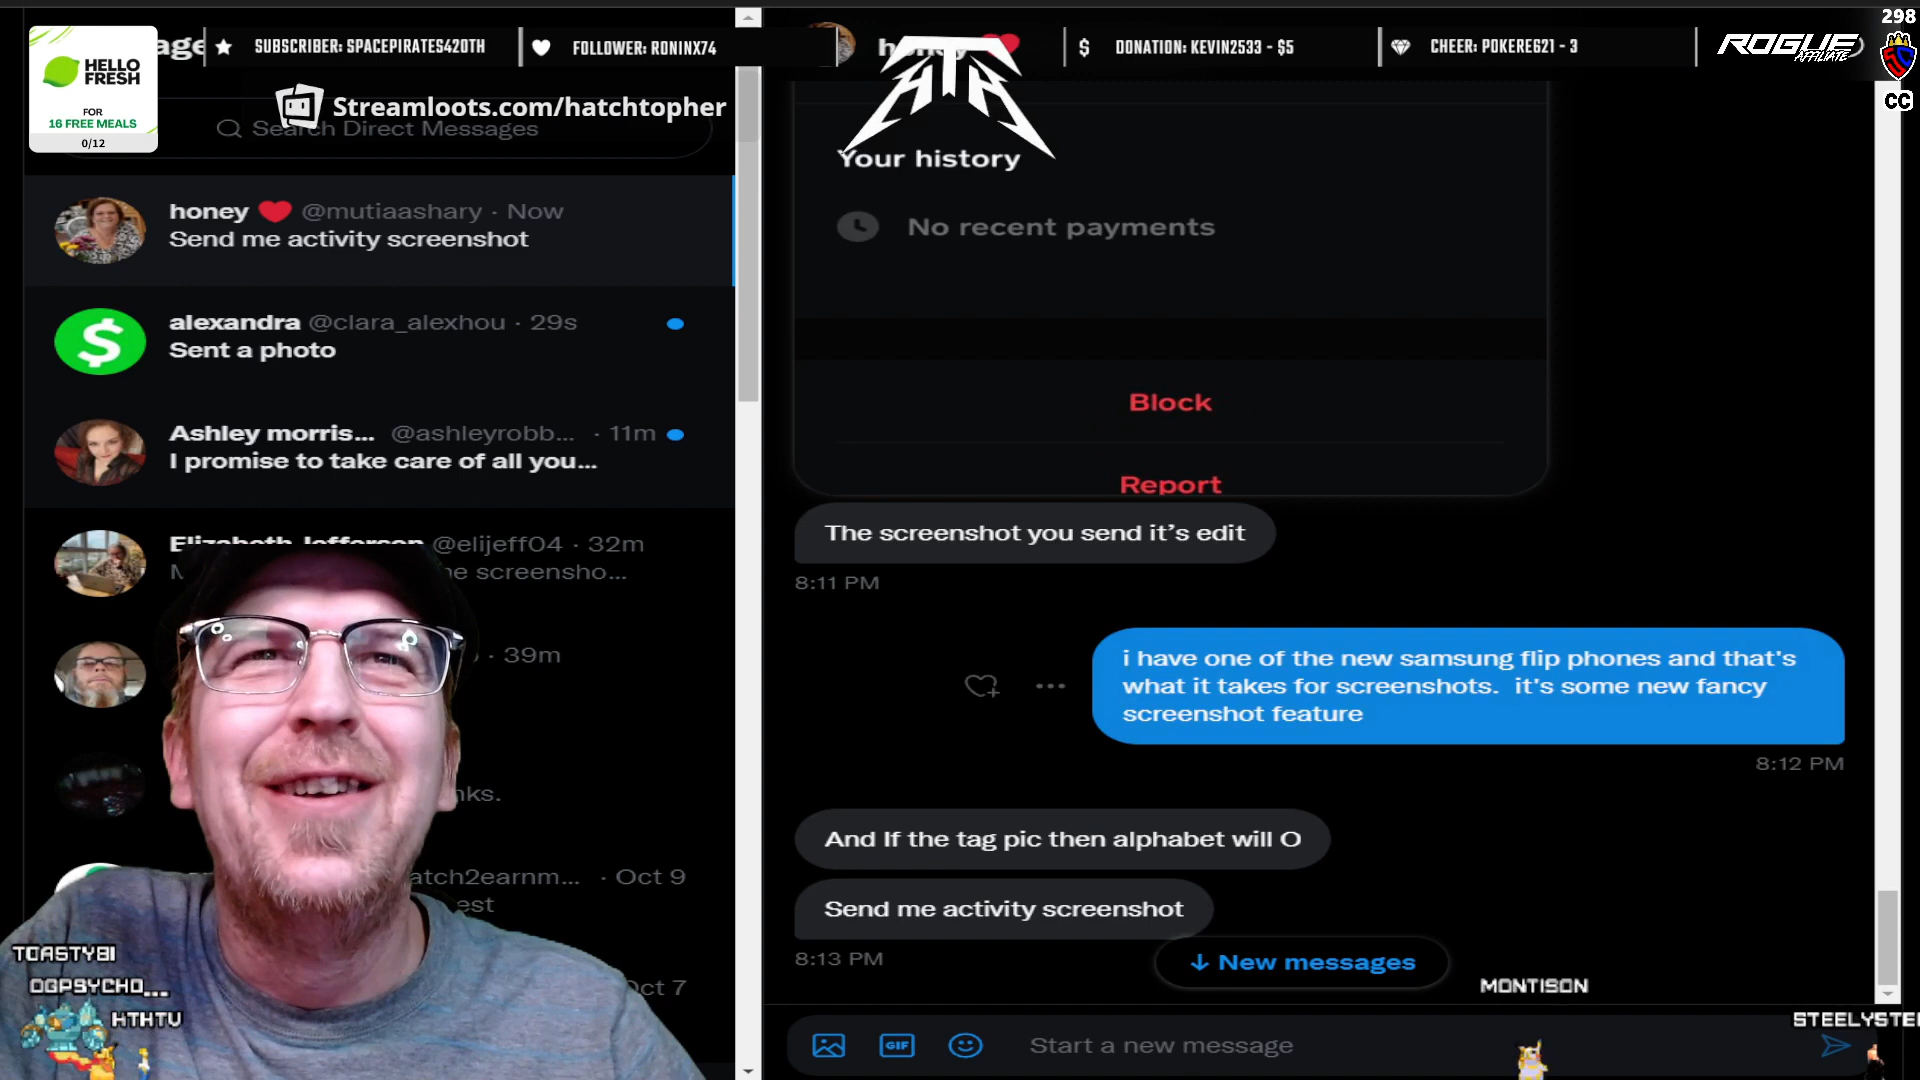 298
SUBSCRIBER: SPACEPIRATES420TH
FOLLOWER: RONINX74
DONATION: KEVIN2533 - $5
CHEER: POKERE621 - 3
ROGUE
AFFILIATE
CC
HELLO
FRESH
FOR
16 FREE MEALS
0/12
Streamloots.com/hatchtopher
Search Direct Messages
honey ❤️ @mutiaashary · Now
Send me activity screenshot
alexandra @clara_alexhou · 29s
Sent a photo
Ashley morris... @ashleyrobb... · 11m
I promise to take care of all you...
Elizabeth Jefferson @elijeff04 · 32m
screensho...
· 39m
· Oct 9
Oct 7
Your history
No recent payments
Block
Report
The screenshot you send it's edit
8:11 PM
i have one of the new samsung flip phones and that's
what it takes for screenshots. it's some new fancy
screenshot feature
8:12 PM
And If the tag pic then alphabet will O
Send me activity screenshot
8:13 PM
↓ New messages
GIF
Start a new message
TOASTY81
OGPSYCHO__
HTHTV
MONTISON